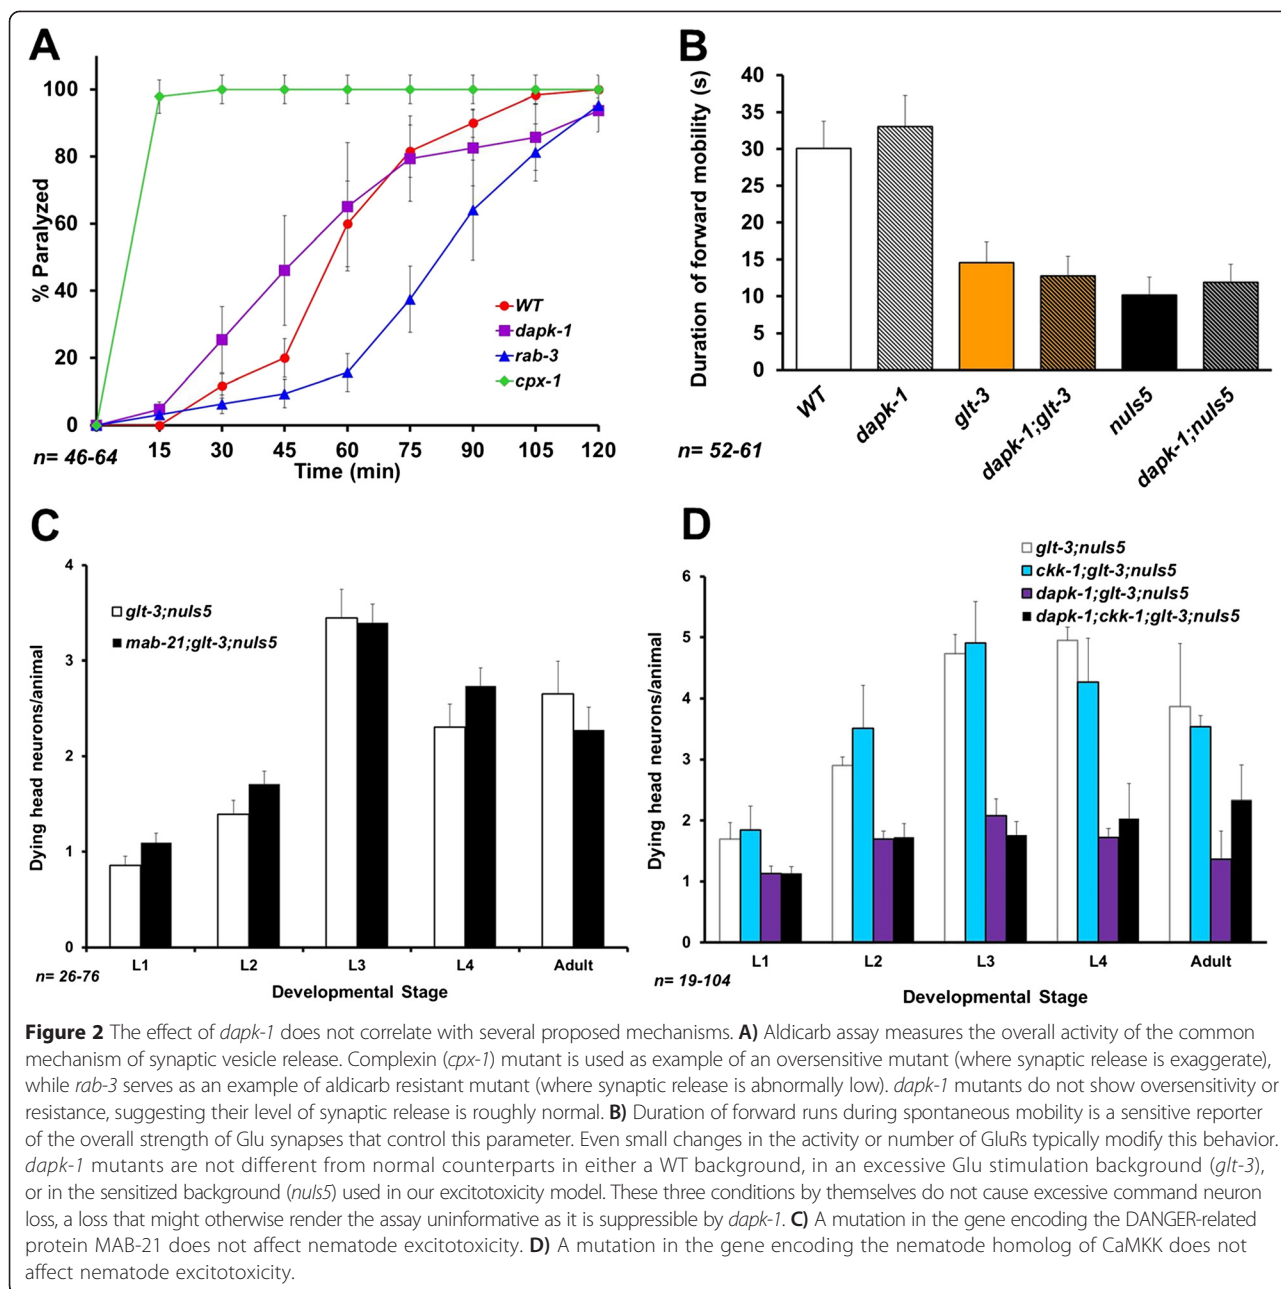 A
100
80
60
40
20
0
% Paralyzed
WT
dapk-1
rab-3
cpx-1
15 30 45 60 75 90 105 120
n= 46-64
Time (min)
B
40
35
30
25
20
15
10
5
0
Duration of forward mobility (s)
WT
dapk-1
glt-3
dapk-1;glt-3
nuIs5
dapk-1;nuIs5
n= 52-61
C
4
3
2
1
0
Dying head neurons/animal
glt-3;nuIs5
mab-21;glt-3;nuIs5
L1 L2 L3 L4 Adult
n= 26-76
Developmental Stage
D
glt-3;nuIs5
ckk-1;glt-3;nuIs5
dapk-1;glt-3;nuIs5
dapk-1;ckk-1;glt-3;nuIs5
6
5
4
3
2
1
0
Dying head neurons/animal
L1 L2 L3 L4 Adult
n= 19-104
Developmental Stage
Figure 2 The effect of dapk-1 does not correlate with several proposed mechanisms. A) Aldicarb assay measures the overall activity of the common
mechanism of synaptic vesicle release. Complexin (cpx-1) mutant is used as example of an oversensitive mutant (where synaptic release is exaggerate),
while rab-3 serves as an example of aldicarb resistant mutant (where synaptic release is abnormally low). dapk-1 mutants do not show oversensitivity or
resistance, suggesting their level of synaptic release is roughly normal. B) Duration of forward runs during spontaneous mobility is a sensitive reporter
of the overall strength of Glu synapses that control this parameter. Even small changes in the activity or number of GluRs typically modify this behavior.
dapk-1 mutants are not different from normal counterparts in either a WT background, in an excessive Glu stimulation background (glt-3),
or in the sensitized background (nuls5) used in our excitotoxicity model. These three conditions by themselves do not cause excessive command neuron
loss, a loss that might otherwise render the assay uninformative as it is suppressible by dapk-1. C) A mutation in the gene encoding the DANGER-related
protein MAB-21 does not affect nematode excitotoxicity. D) A mutation in the gene encoding the nematode homolog of CaMKK does not
affect nematode excitotoxicity.